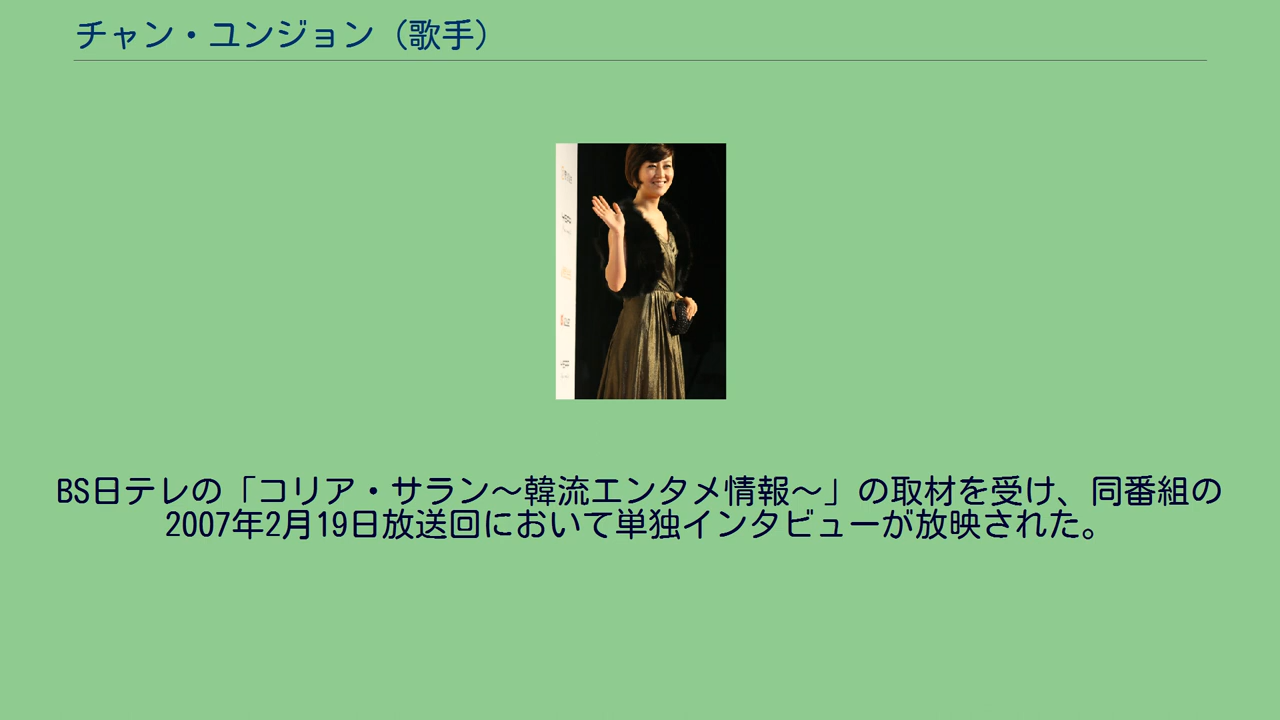 チャン・ユンジョン（歌手）
BS日テレの「コリア・サラン～韓流エンタメ情報～」の取材を受け、同番組の
2007年2月19日放送回において単独インタビューが放映された。